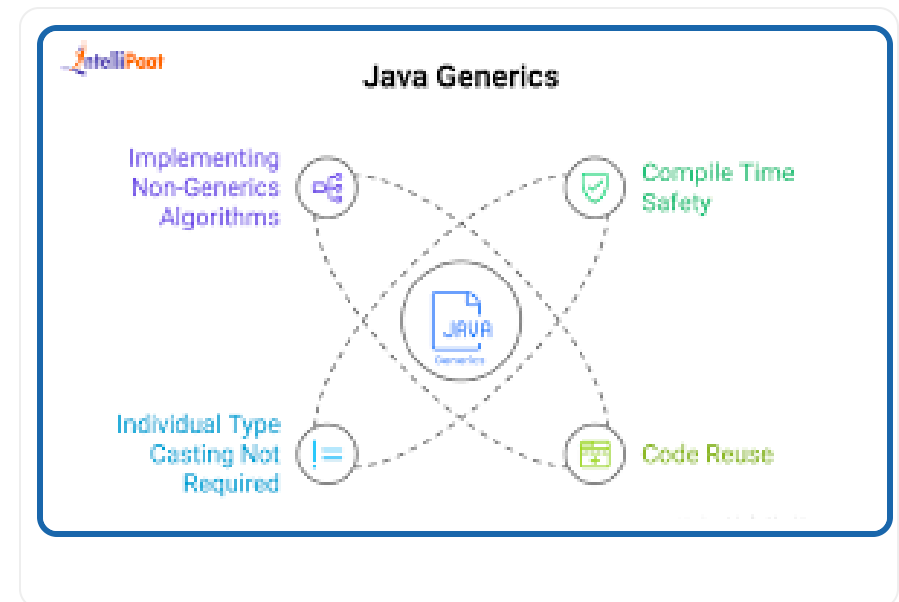 IntelliPaat
Java Generics
Implementing
Non-Generics
Algorithms
Compile Time
Safety
JAVA
Generics
Individual Type
Casting Not
Required
Code Reuse